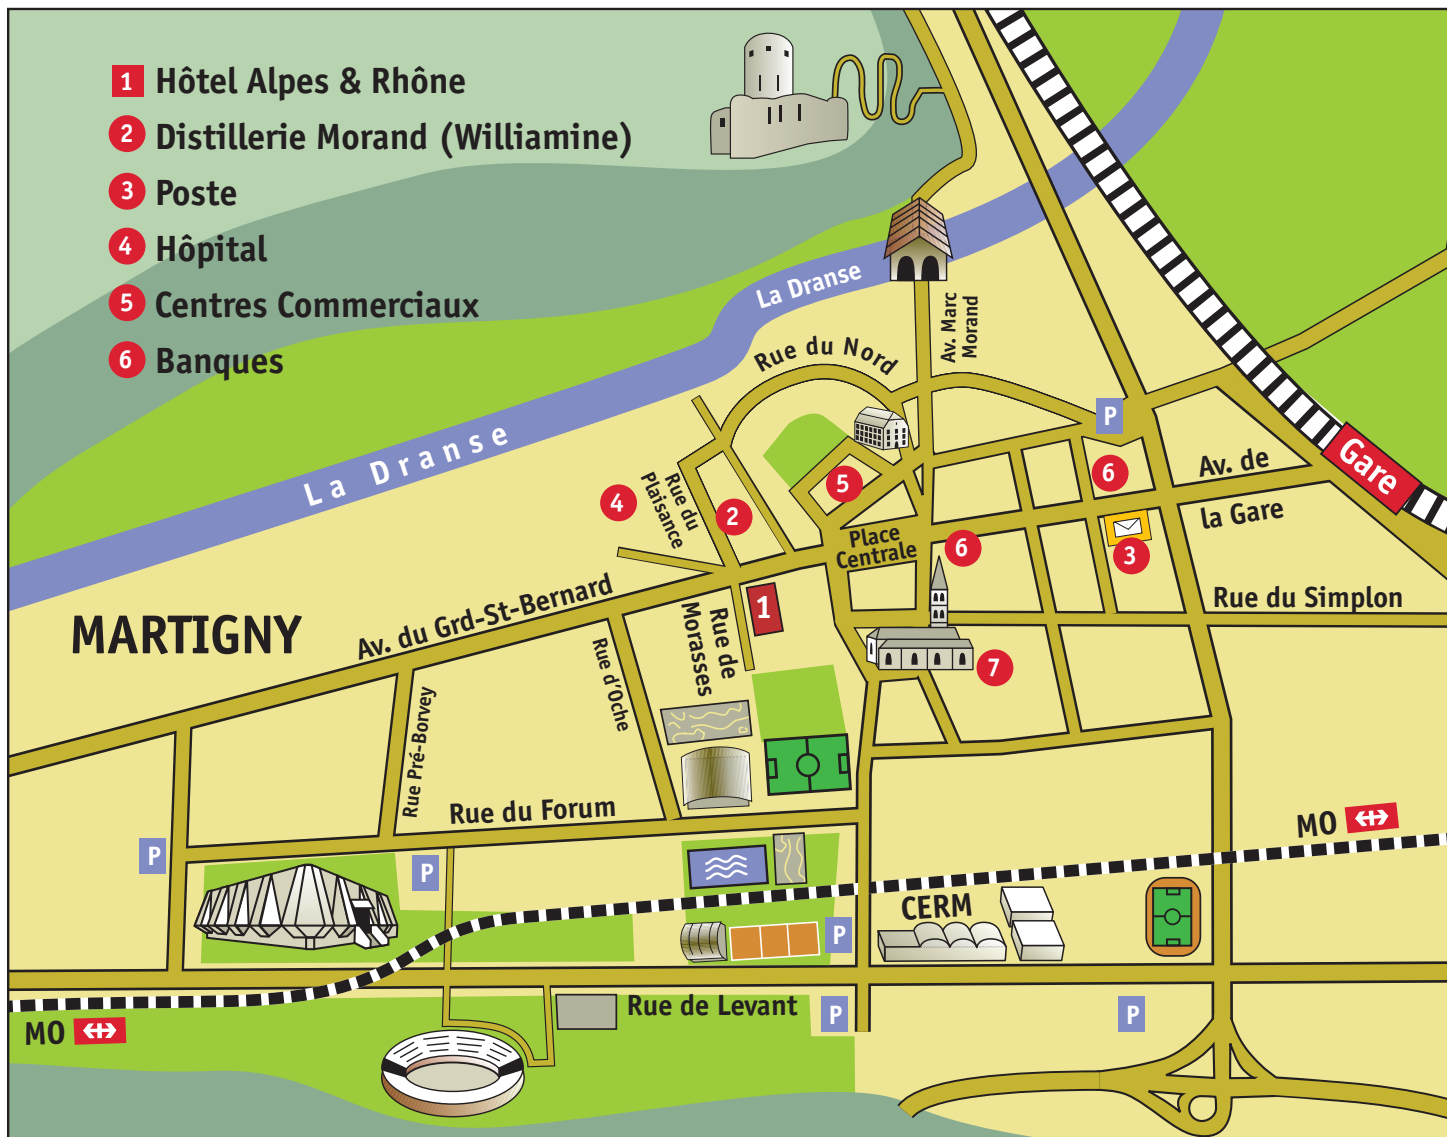 1 Hôtel Alpes & Rhône
2 Distillerie Morand (Williamine)
3 Poste
4 Hôpital
5 Centres Commerciaux
6 Banques
La Dranse
Av. Marc
Morand
Rue du Nord
P
La Dranse
Gare
6
Av. de
la Gare
5
4
Rue du
Plaisance
2
3
Place
Centrale
6
MARTIGNY
Av. du Grd-St-Bernard
1
Rue du Simplon
Rue de
Morasses
Rue d'Oche
7
Rue Pré-Borvey
Rue du Forum
MO
P
P
CERM
P
MO
Rue de Levant
P
P